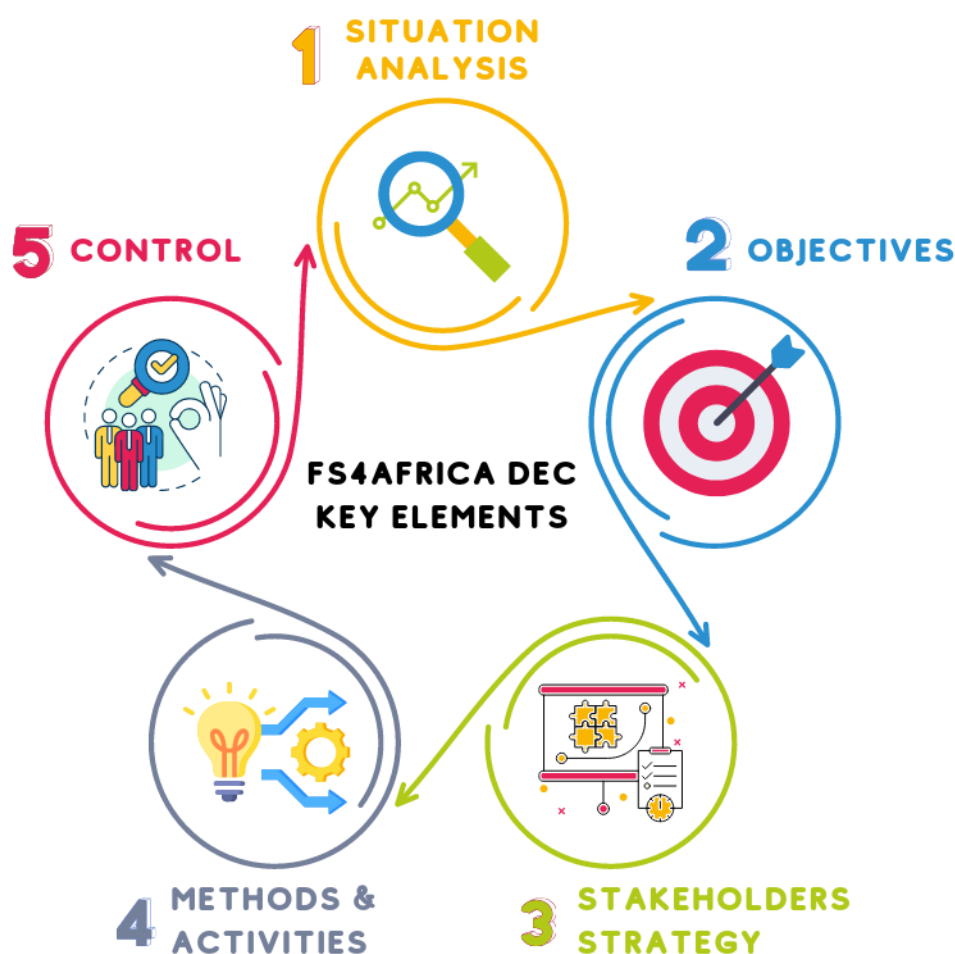 1 SITUATION
ANALYSIS
2 OBJECTIVES
3 STAKEHOLDERS
STRATEGY
4 METHODS &
ACTIVITIES
5 CONTROL
FS4AFRICA DEC
KEY ELEMENTS